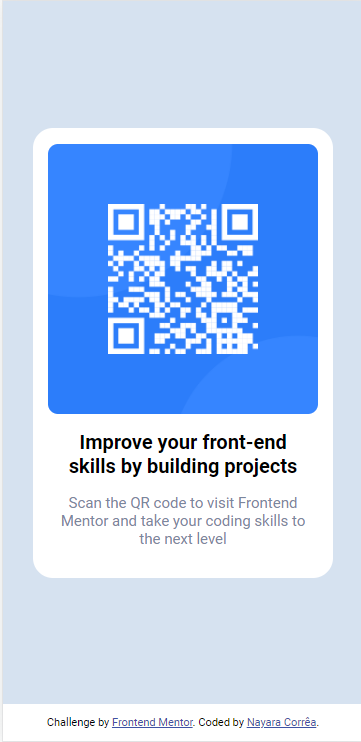 Improve your front-end
skills by building projects
Scan the QR code to visit Frontend
Mentor and take your coding skills to
the next level
Challenge by Frontend Mentor. Coded by Nayara Corrêa.